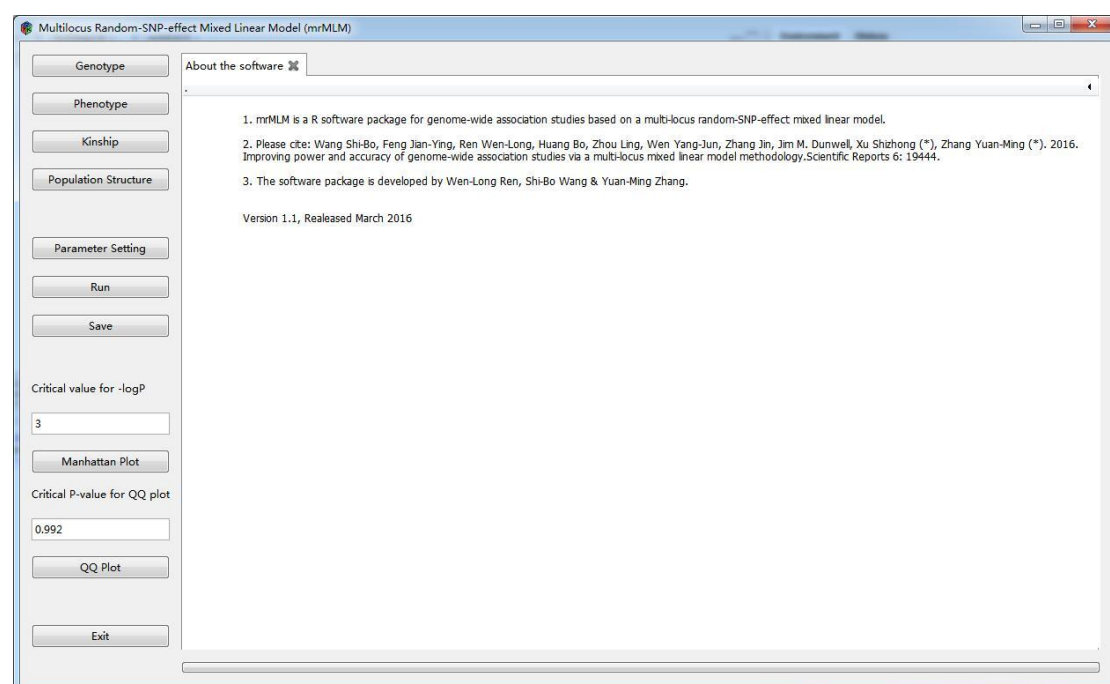 Multilocus Random-SNP-effect Mixed Linear Model (mrMLM)
Genotype
Phenotype
Kinship
Population Structure
Parameter Setting
Run
Save
Critical value for -logP
3
Manhattan Plot
Critical P-value for QQ plot
0.992
QQ Plot
Exit
About the software
.
1. mrMLM is a R software package for genome-wide association studies based on a multi-locus random-SNP-effect mixed linear model.
2. Please cite: Wang Shi-Bo, Feng Jian-Ying, Ren Wen-Long, Huang Bo, Zhou Ling, Wen Yang-Jun, Zhang Jin, Jim M. Dunwell, Xu Shizhong (*), Zhang Yuan-Ming (*). 2016.
Improving power and accuracy of genome-wide association studies via a multi-locus mixed linear model methodology.Scientific Reports 6: 19444.
3. The software package is developed by Wen-Long Ren, Shi-Bo Wang & Yuan-Ming Zhang.
Version 1.1, Realeased March 2016